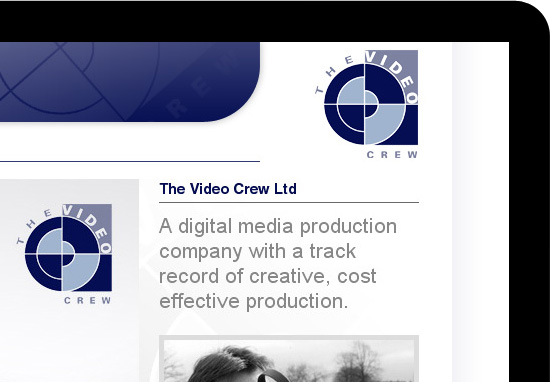 THE VIDEO
CREW
CREW
The Video Crew Ltd
A digital media production
company with a track
record of creative, cost
effective production.
THE VIDEO
CREW